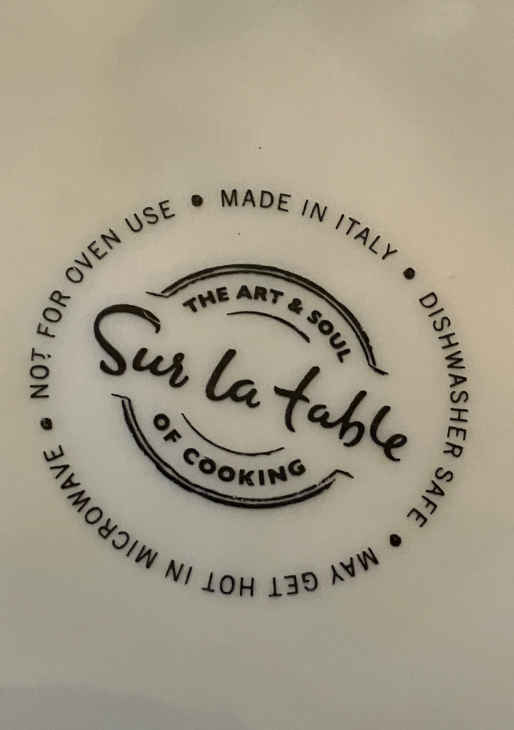 MADE IN ITALY • DISHWASHER SAFE • MAY GET HOT IN MICROWAVE • NOT FOR OVEN USE •
THE ART & SOUL
Sur la table
OF COOKING